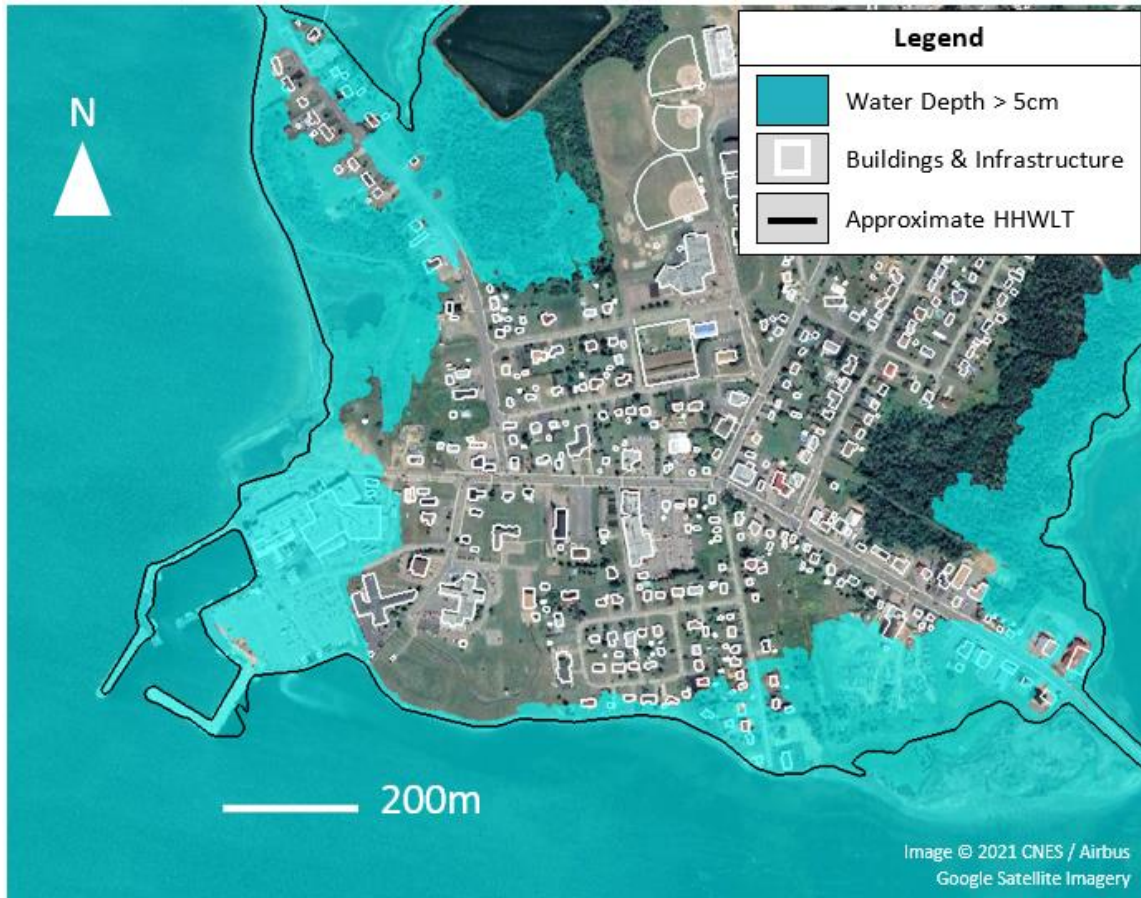 Legend
Water Depth > 5cm
Buildings & Infrastructure
Approximate HHWLT
N
200m
Image © 2021 CNES / Airbus
Google Satellite Imagery